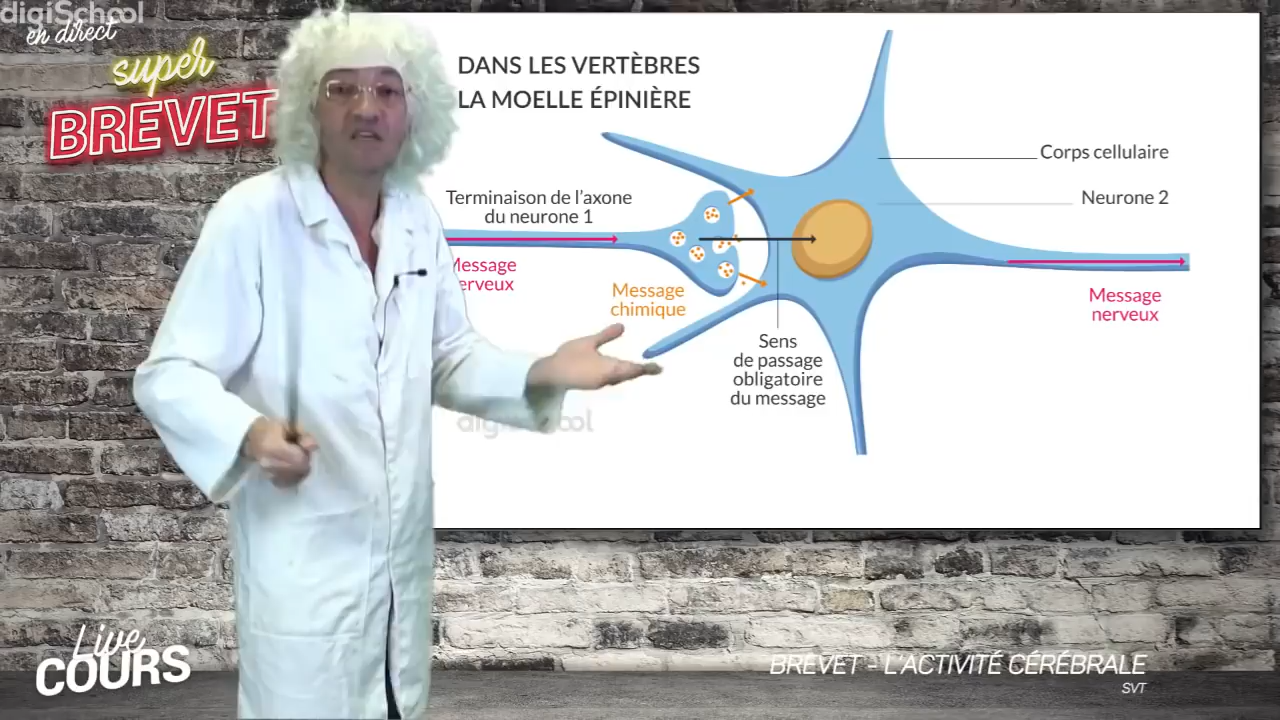 digiSchool
en direct
super
BREVET
DANS LES VERTÈBRES
LA MOELLE ÉPINIÈRE
Corps cellulaire
Neurone 2
Terminaison de l'axone
du neurone 1
Message
nerveux
Message
chimique
Sens
de passage
obligatoire
du message
Message
nerveux
digiSchool
Live
COURS
BREVET - L'ACTIVITÉ CÉRÉBRALE
SVT